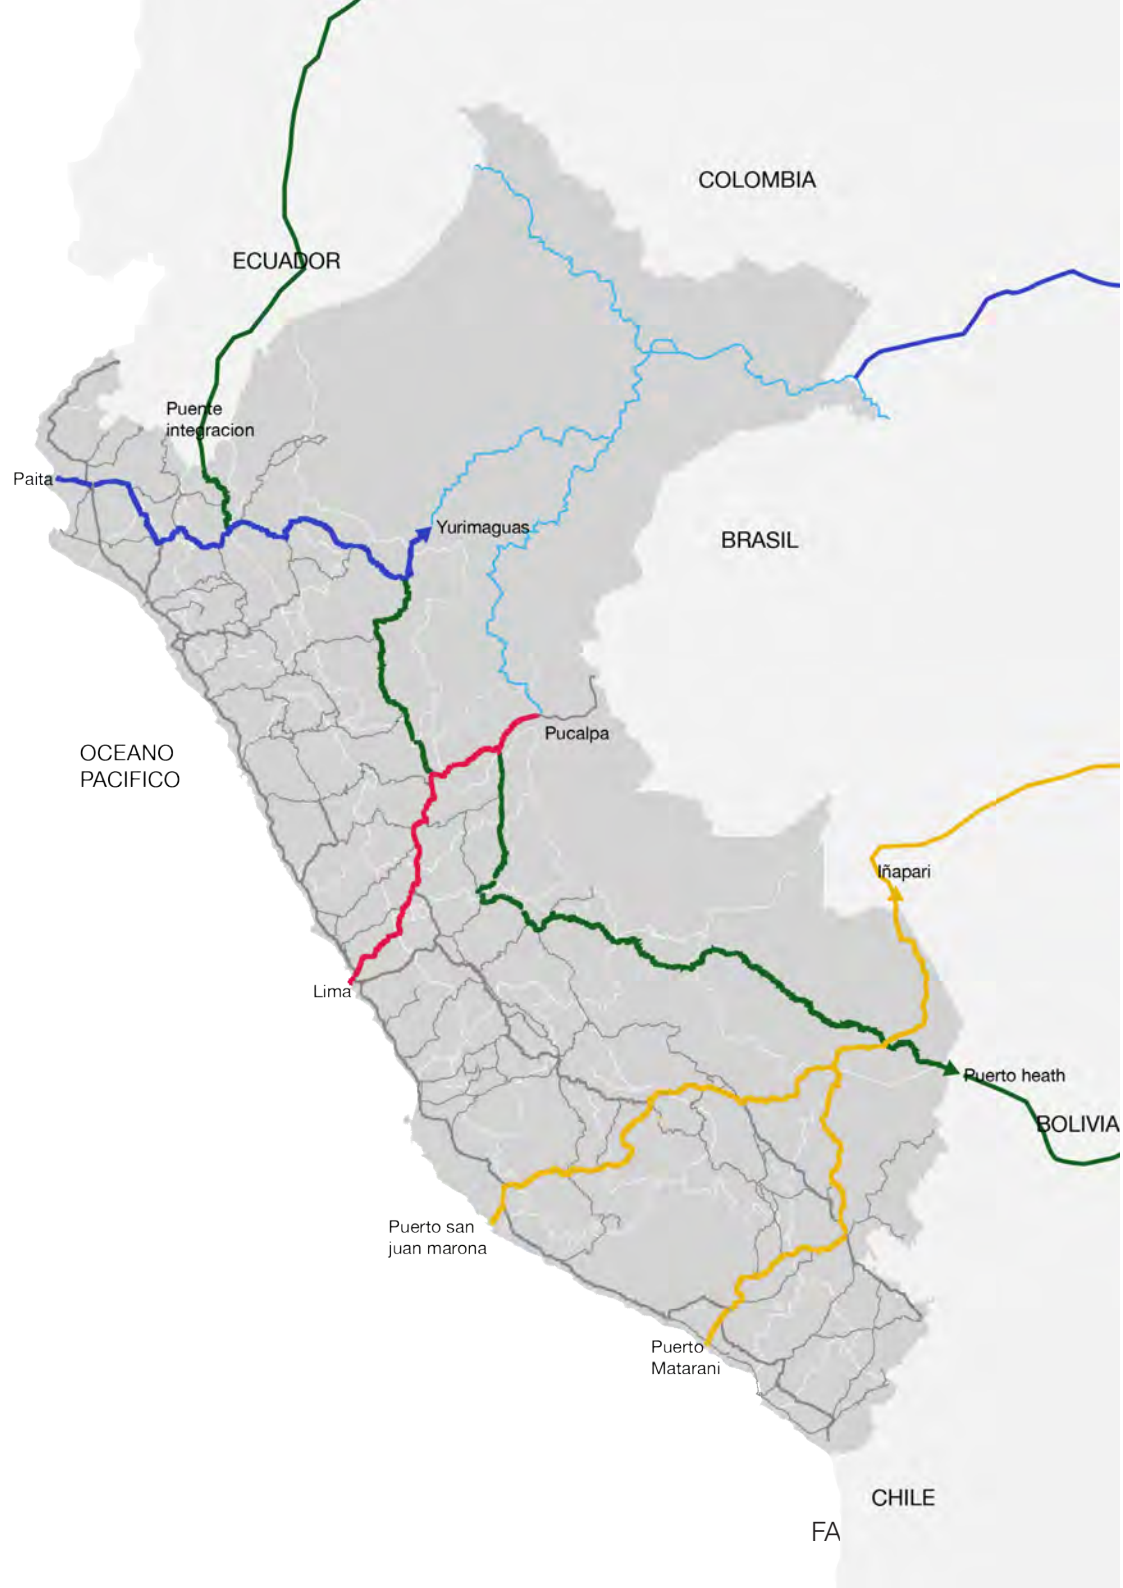 COLOMBIA
ECUADOR
Puente
integracion
Paita
Yurimaguas
BRASIL
Pucalpa
OCEANO
PACIFICO
Iñapari
Lima
Puerto heath
BOLIVIA
Puerto san
juan marona
Puerto
Matarani
CHILE
FA